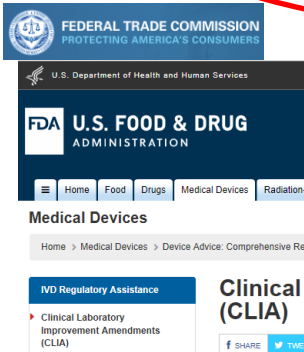 FEDERAL TRADE COMMISSION
PROTECTING AMERICA'S CONSUMERS
U.S. Department of Health and Human Services
FDA U.S. FOOD & DRUG
ADMINISTRATION
Home Food Drugs Medical Devices Radiation-
Medical Devices
Home > Medical Devices > Device Advice: Comprehensive Re
IVD Regulatory Assistance
Clinical Laboratory
Improvement Amendments
(CLIA)
Clinical
(CLIA)
f SHARE TWE